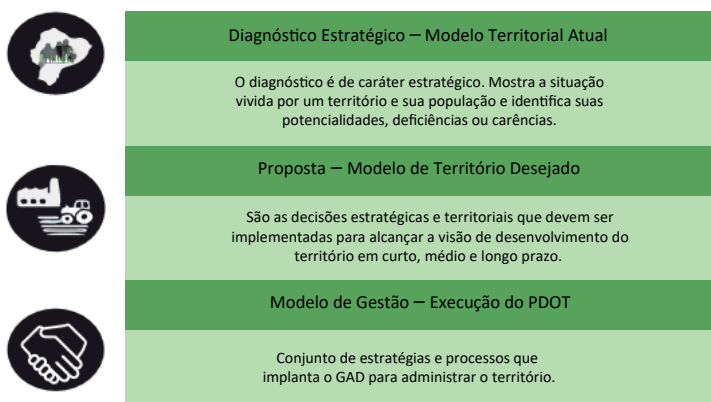 Diagnóstico Estratégico – Modelo Territorial Atual
O diagnóstico é de caráter estratégico. Mostra a situação
vivida por um território e sua população e identifica suas
potencialidades, deficiências ou carências.
Proposta – Modelo de Território Desejado
São as decisões estratégicas e territoriais que devem ser
implementadas para alcançar a visão de desenvolvimento do
território em curto, médio e longo prazo.
Modelo de Gestão – Execução do PDOT
Conjunto de estratégias e processos que
implanta o GAD para administrar o território.